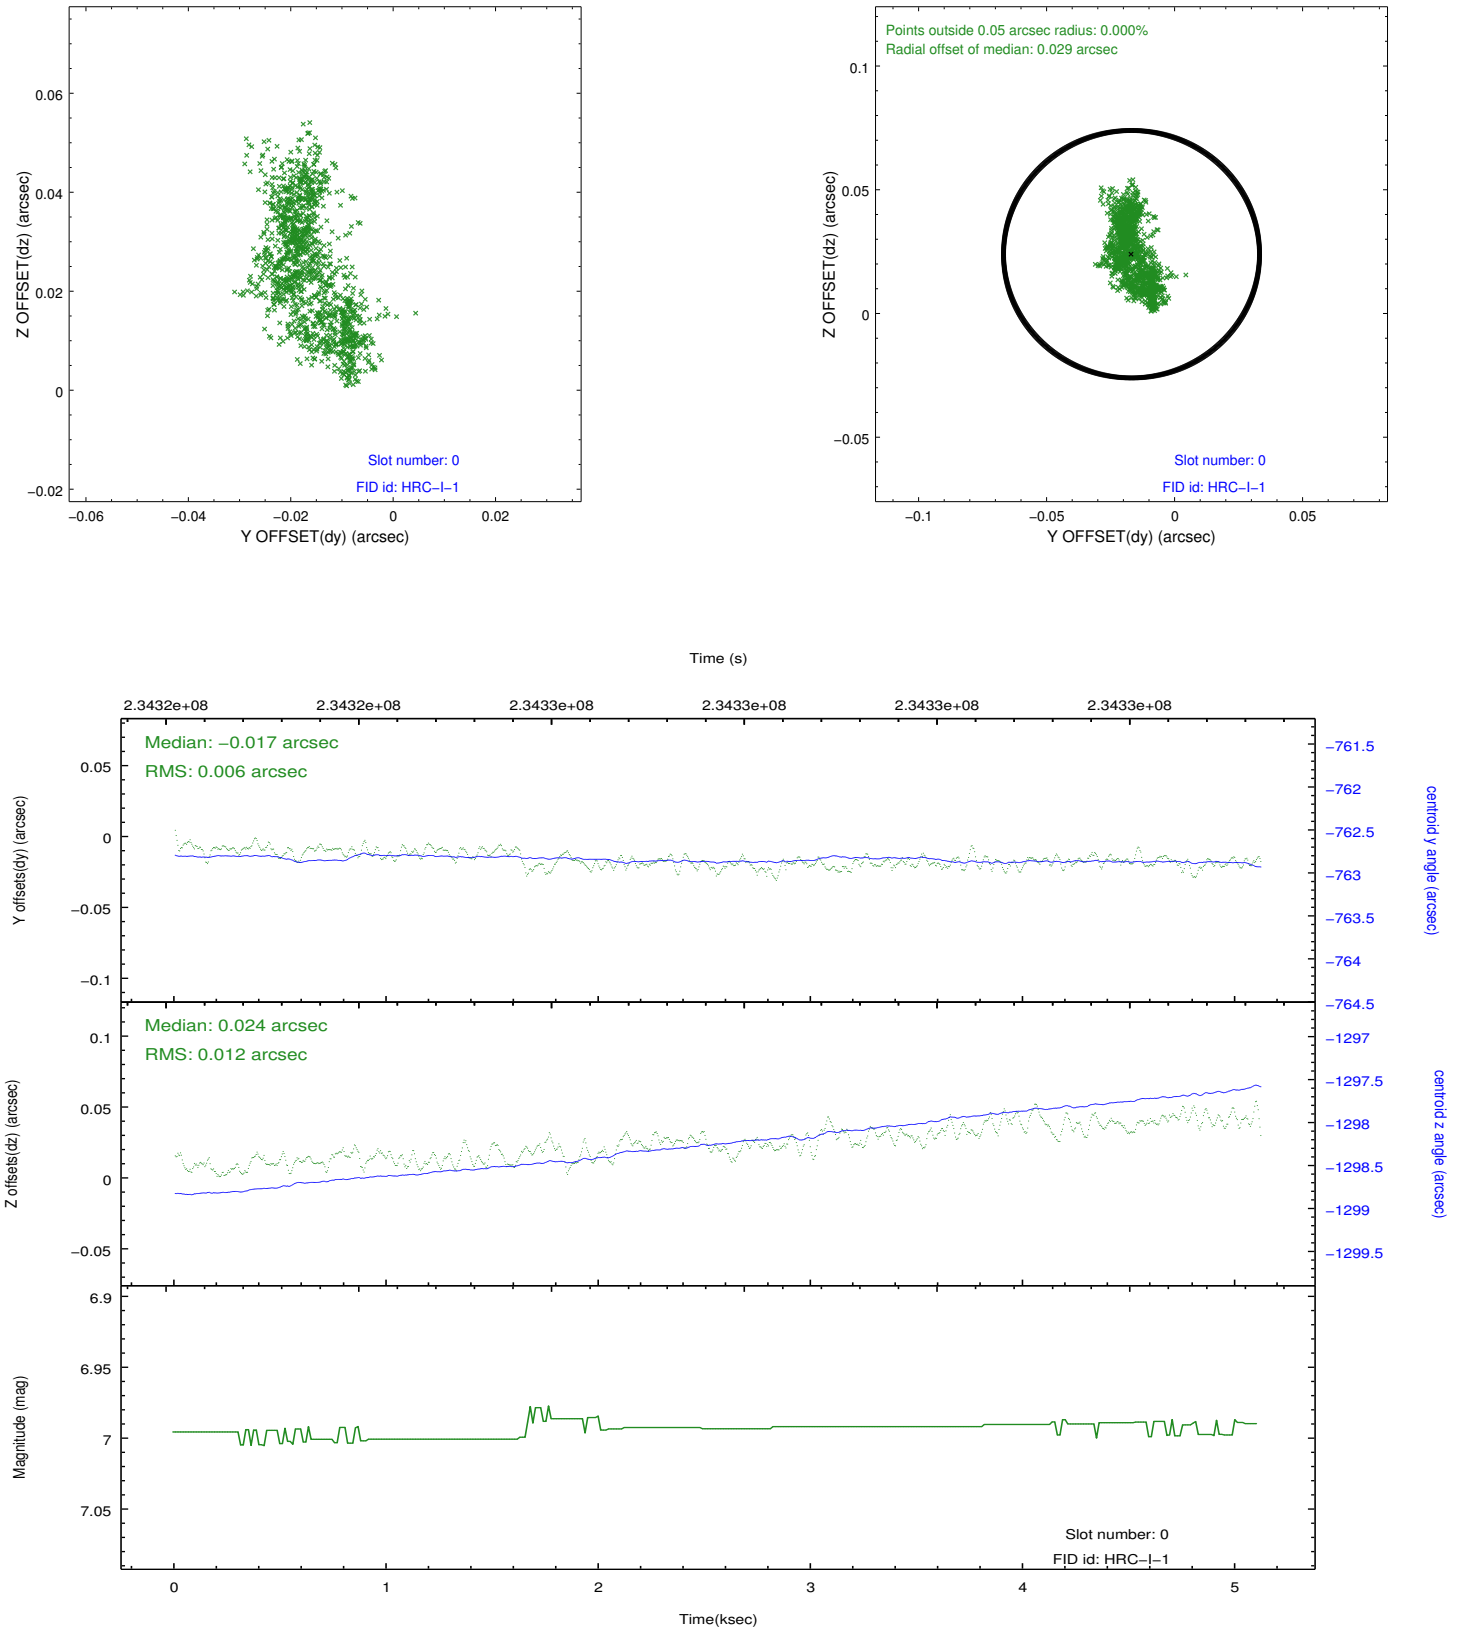 0.06
0.04
0.02
0
−0.02
Z OFFSET(dz) (arcsec)
Slot number: 0
FID id: HRC−I−1
−0.06 −0.04 −0.02 0 0.02
Y OFFSET(dy) (arcsec)
Points outside 0.05 arcsec radius: 0.000%
Radial offset of median: 0.029 arcsec
0.1
0.05
0
−0.05
Z OFFSET(dz) (arcsec)
Slot number: 0
FID id: HRC−I−1
−0.1 −0.05 0 0.05
Y OFFSET(dy) (arcsec)
Time (s)
2.3432e+08 2.3432e+08 2.3433e+08 2.3433e+08 2.3433e+08 2.3433e+08
Median: −0.017 arcsec
RMS: 0.006 arcsec
0.05
0
−0.05
−0.1
Y offsets(dy) (arcsec)
−761.5
−762
−762.5
−763
−763.5
−764
−764.5
centroid y angle (arcsec)
Median: 0.024 arcsec
RMS: 0.012 arcsec
0.1
0.05
0
−0.05
Z offsets(dz) (arcsec)
−1297
−1297.5
−1298
−1298.5
−1299
−1299.5
centroid z angle (arcsec)
6.9
6.95
7
7.05
Magnitude (mag)
Slot number: 0
FID id: HRC−I−1
0 1 2 3 4 5
Time(ksec)